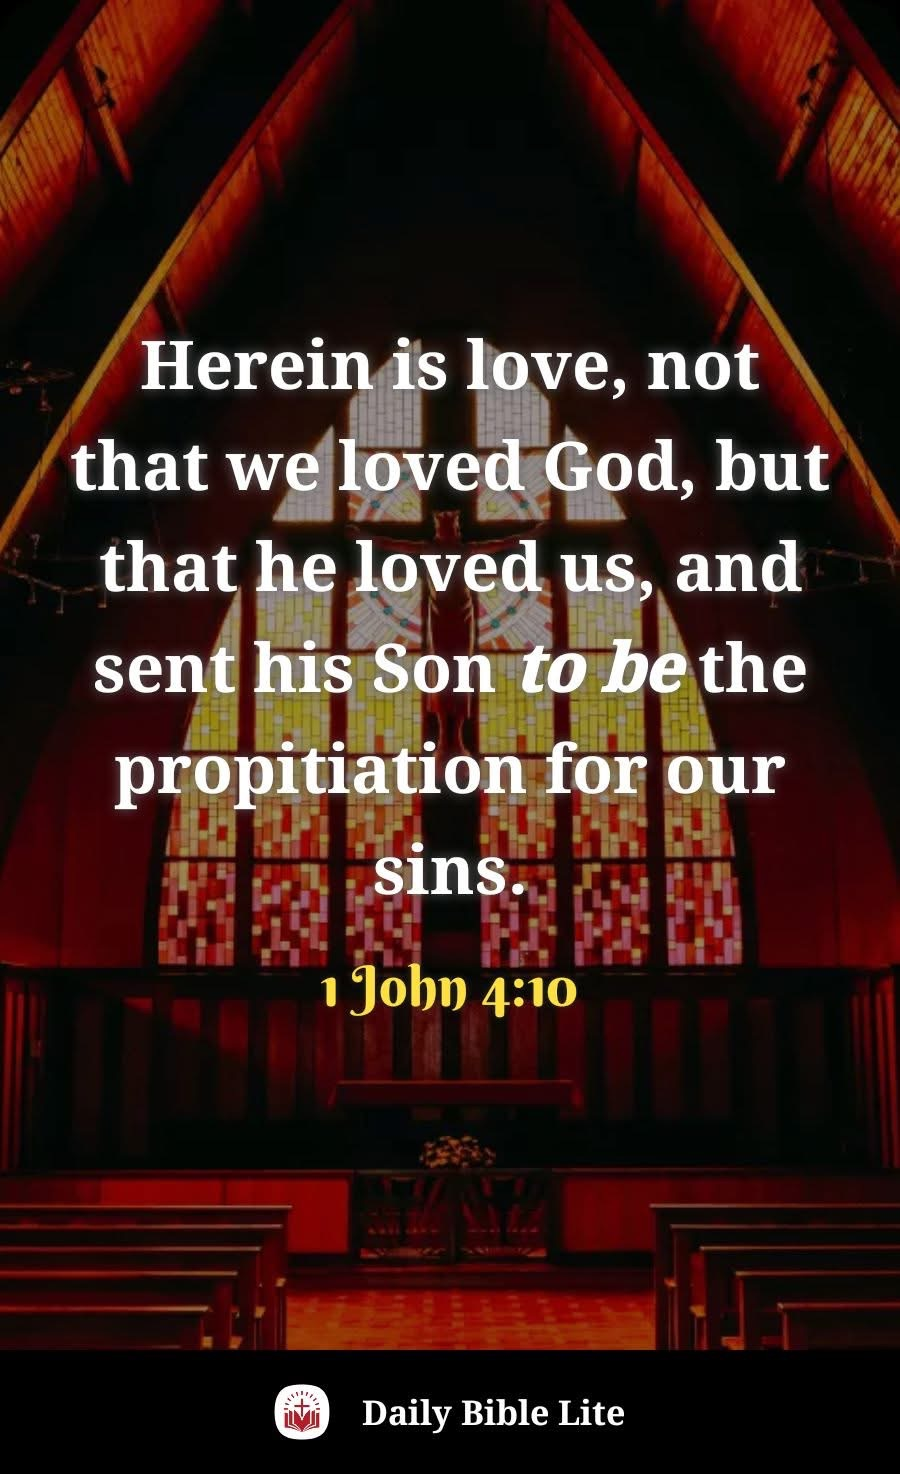 Herein is love, not
that we loved God, but
that he loved us, and
sent his Son to be the
propitiation for our
sins.
1 John 4:10
Daily Bible Lite